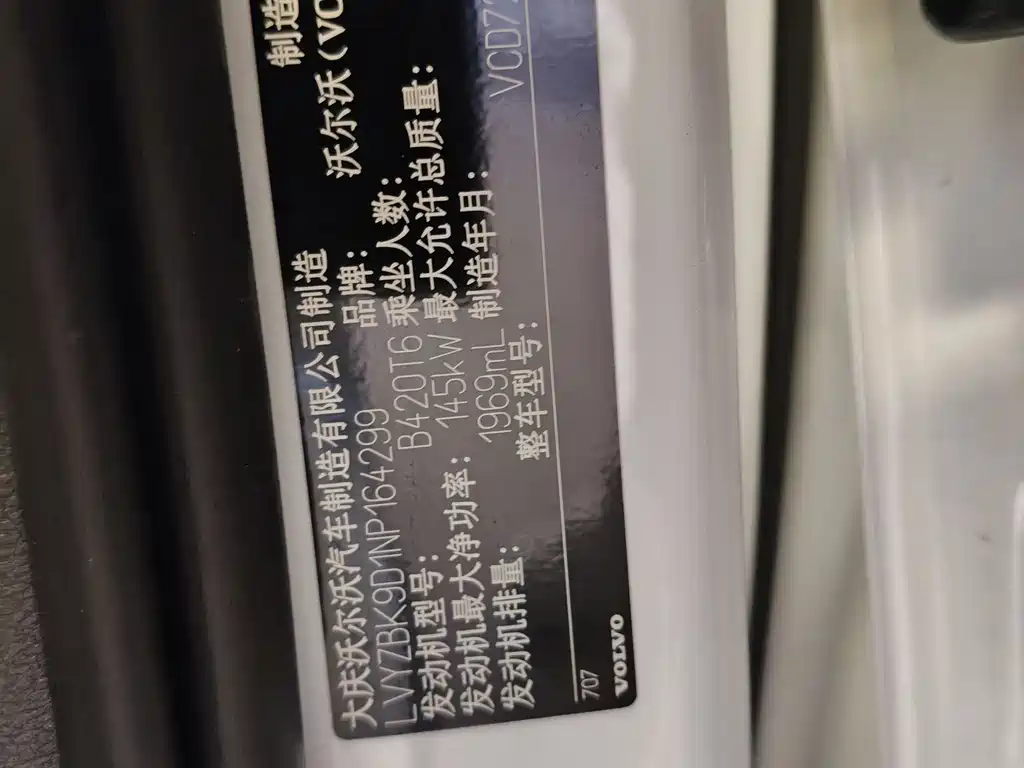 大庆沃尔沃汽车制造有限公司制造 制造
LVYZBK9D1NP164299 品牌： 沃尔沃(VO
发动机型号： B420T6 乘坐人数：
发动机最大净功率： 145kW 最大允许总质量：
发动机排量： 1969mL 制造年月：
整车型号： VCD7
707
VOLVO